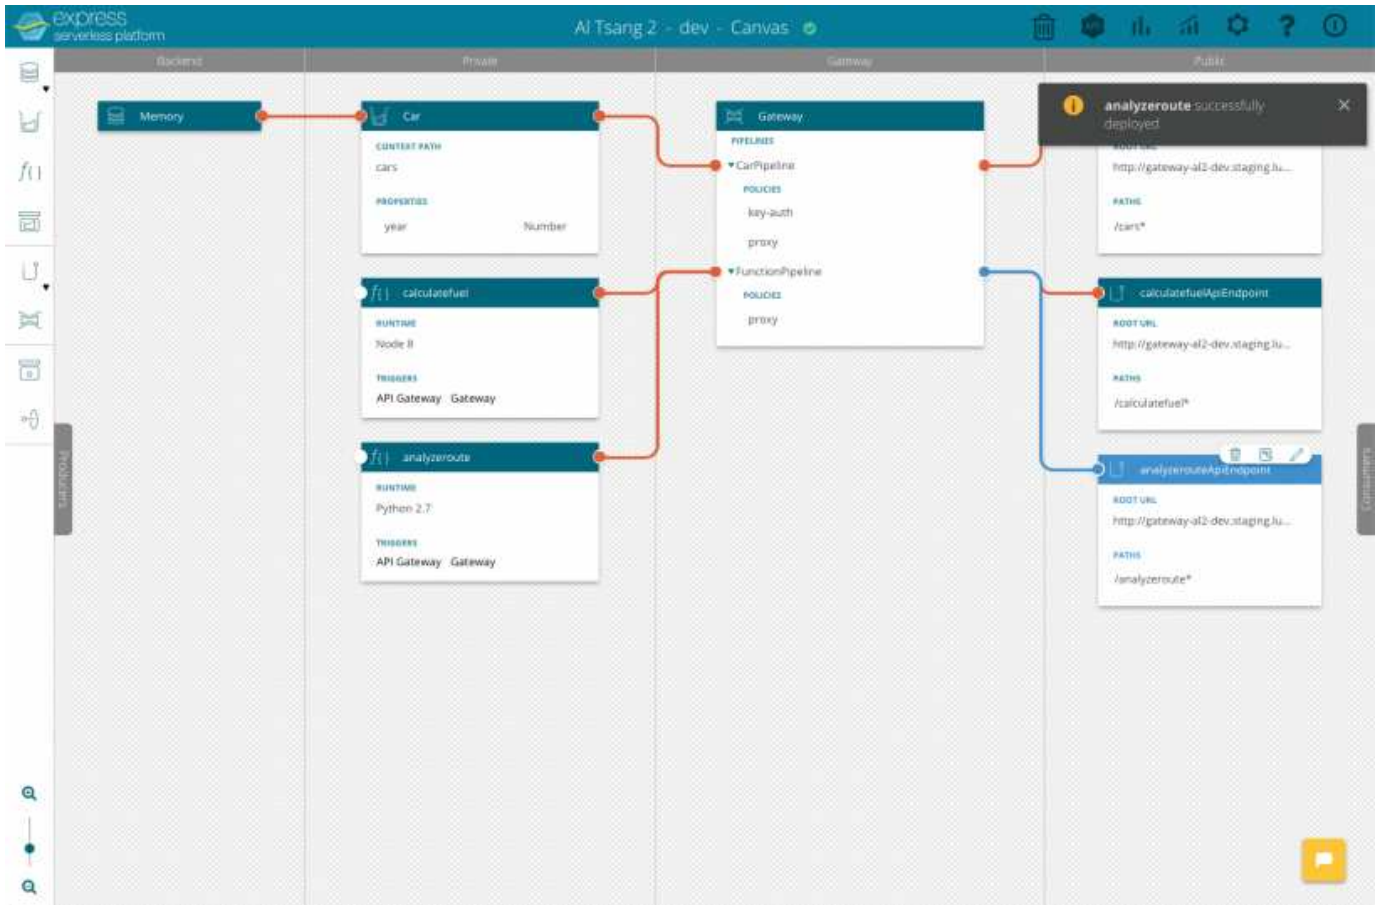 express
serverless platform
Al Tsang 2 - dev - Canvas
Backend
Private
Gateway
Public
Memory
Car
CONTEXT PATH
cars
PROPERTIES
year Number
calculatefuel
RUNTIME
Node 8
TRIGGERS
API Gateway Gateway
analyzeroute
RUNTIME
Python 2.7
TRIGGERS
API Gateway Gateway
Gateway
PIPELINES
CarPipeline
POLICIES
key-auth
proxy
FunctionPipeline
POLICIES
proxy
analyzeroute successfully
deployed
ROOT URL
http://gateway-al2-dev.staging.lu...
PATHS
/cars*
calculatefuelApiEndpoint
ROOT URL
http://gateway-al2-dev.staging.lu...
PATHS
/calculatefuel*
analyzerouteApiEndpoint
ROOT URL
http://gateway-al2-dev.staging.lu...
PATHS
/analyzeroute*
Producers
Consumers